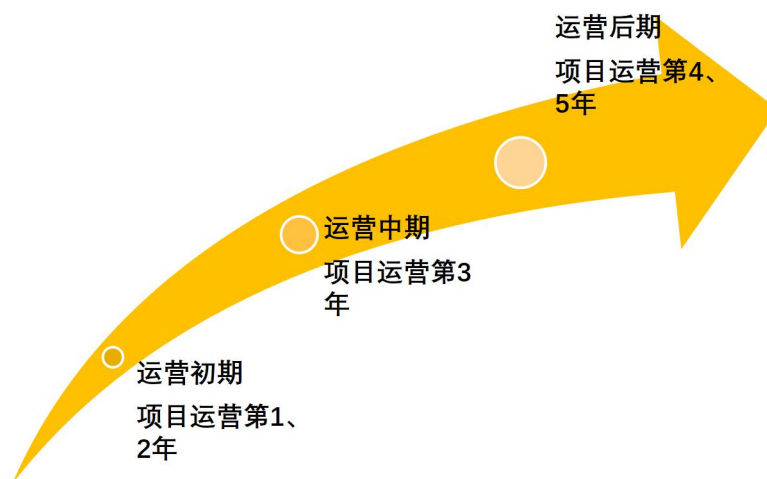 运营后期
项目运营第4、
5年
运营中期
项目运营第3
年
运营初期
项目运营第1、
2年